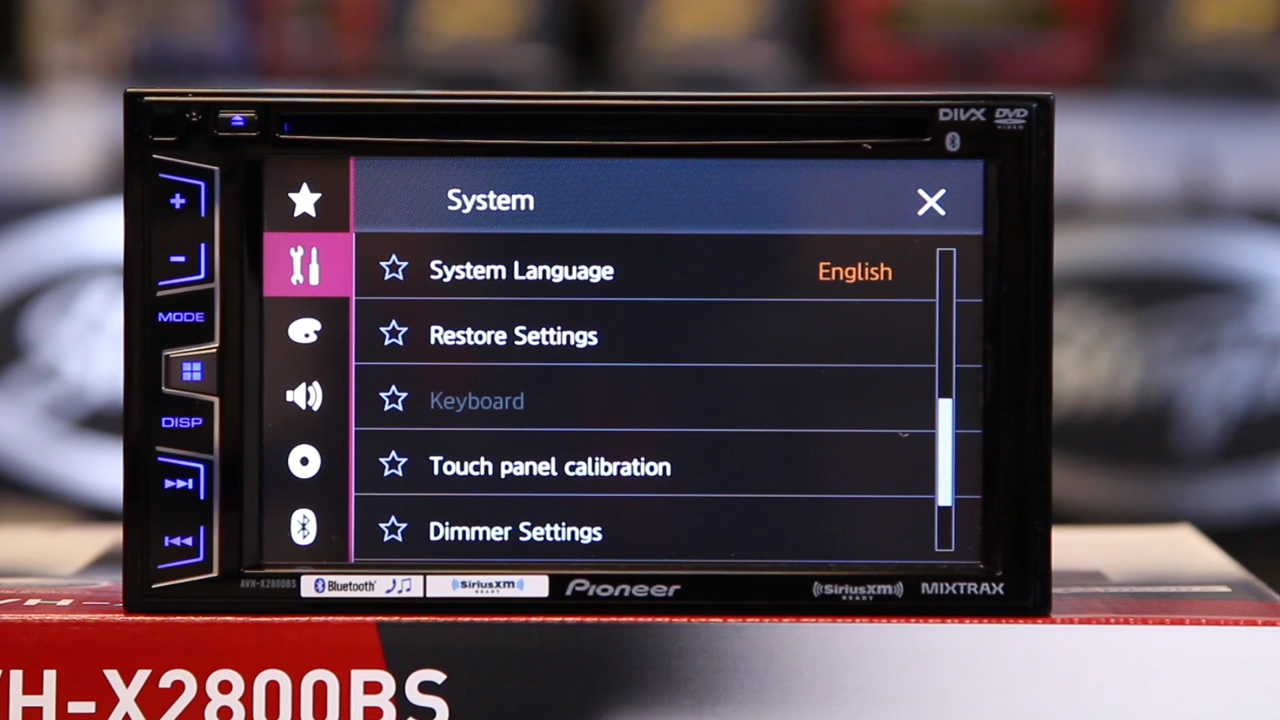 DIVX DVD
VIDEO
System
System Language English
Restore Settings
Keyboard
Touch panel calibration
Dimmer Settings
MODE
DISP
AVH-X2800BS
Bluetooth
SiriusXM
READY
Pioneer
SiriusXM
READY
MIXTRAX
VH-
VH-X2800BS